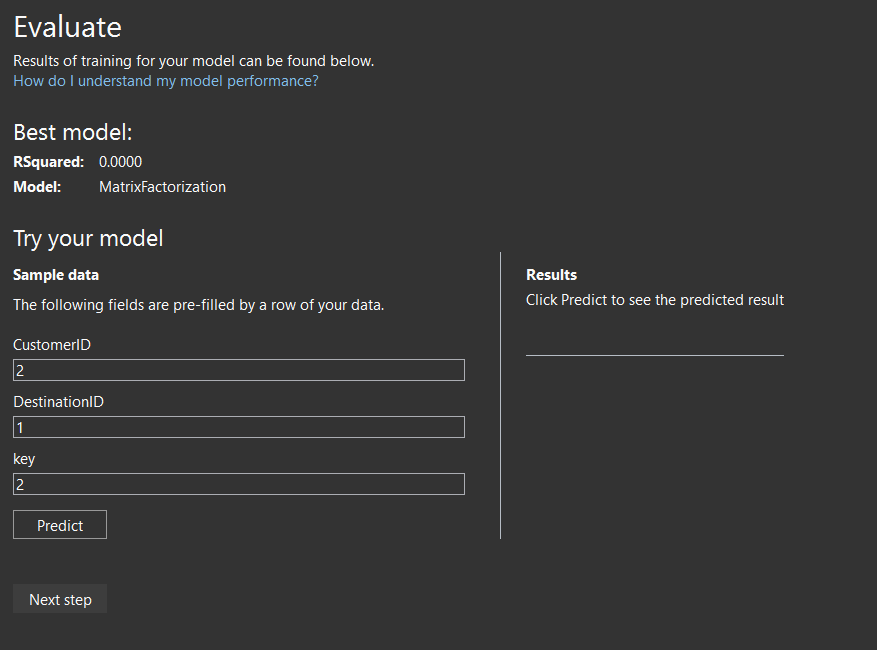 Evaluate
Results of training for your model can be found below.
How do I understand my model performance?
Best model:
RSquared: 0.0000
Model: MatrixFactorization
Try your model
Sample data
The following fields are pre-filled by a row of your data.
CustomerID
2
DestinationID
1
key
2
Predict
Next step
Results
Click Predict to see the predicted result